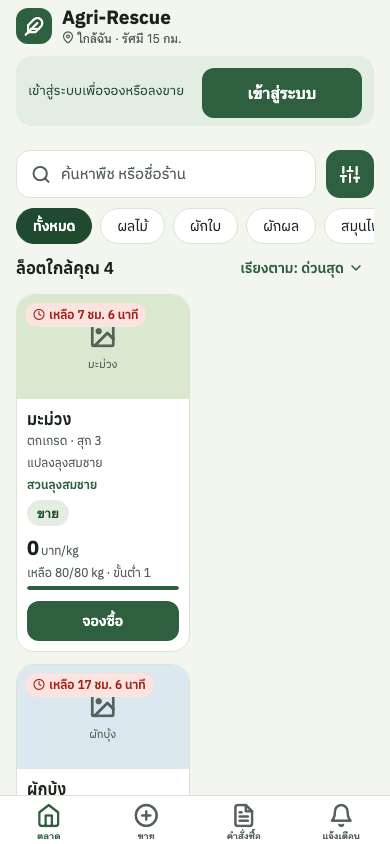 Agri-Rescue
ใกล้ฉัน · รัศมี 15 กม.
เข้าสู่ระบบเพื่อจองหรือลงขาย
เข้าสู่ระบบ
ค้นหาพืช หรือชื่อร้าน
ทั้งหมด
ผลไม้
ผักใบ
ผักผล
ล็อตใกล้คุณ 4
เรียงตาม: ด่วนสุด
เหลือ 7 ชม. 6 นาที
มะม่วง
มะม่วง
ตกเกรด · สุก 3
แปลงลุงสมชาย
สวนลุงสมชาย
ขาย
0 บาท/kg
เหลือ 80/80 kg · ขั้นต่ำ 1
จองซื้อ
เหลือ 17 ชม. 6 นาที
ผักบุ้ง
ผักบุ้ง
ตลาด
ขาย
คำสั่งซื้อ
แจ้งเตือน